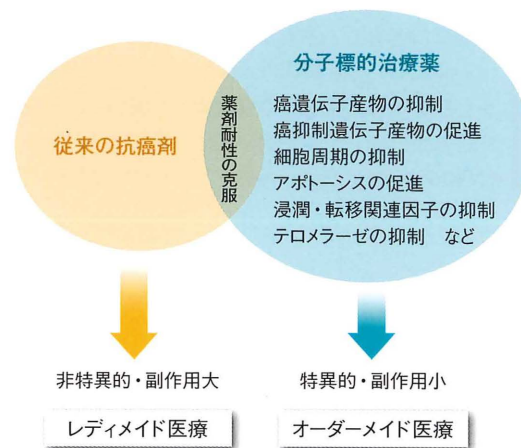 従来の抗癌剤
薬剤耐性の克服
分子標的治療薬
癌遺伝子産物の抑制
癌抑制遺伝子産物の促進
細胞周期の抑制
アポトーシスの促進
浸潤・転移関連因子の抑制
テロメラーゼの抑制　など
非特異的・副作用大
レディメイド医療
特異的・副作用小
オーダーメイド医療